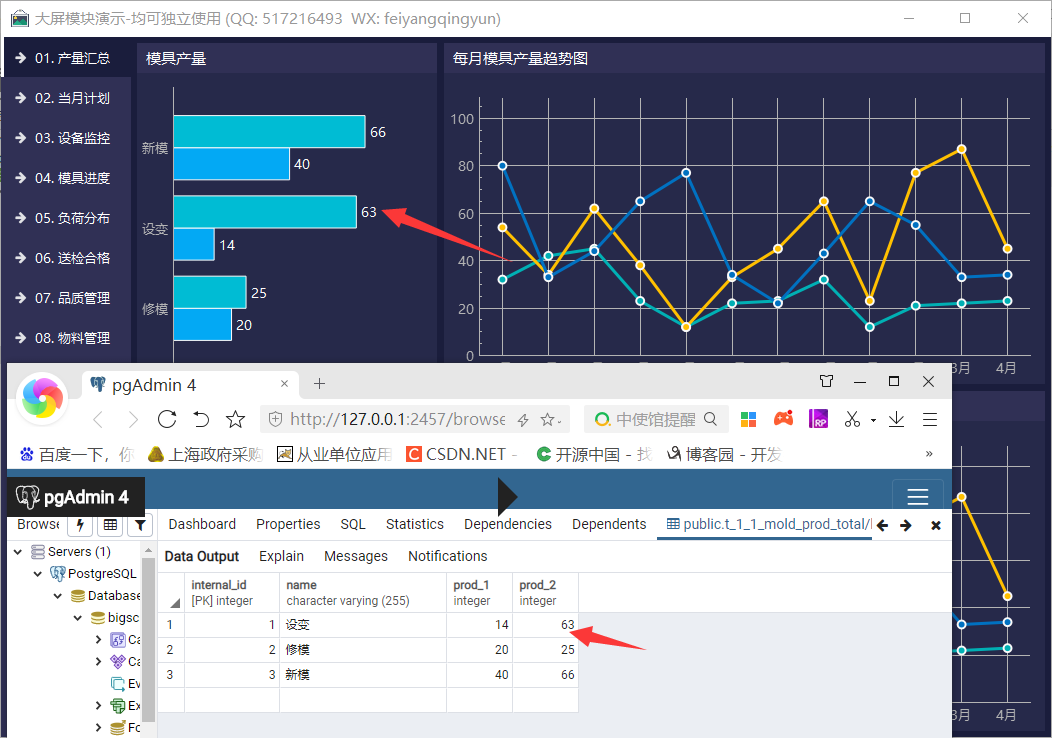 大屏模块演示-均可独立使用 (QQ: 517216493  WX: feiyangqingyun)
01. 产量汇总
02. 当月计划
03. 设备监控
04. 模具进度
05. 负荷分布
06. 送检合格
07. 品质管理
08. 物料管理
模具产量
新模
66
40
设变
63
14
修模
25
20
每月模具产量趋势图
100
80
60
40
20
0
3月
4月
pgAdmin 4
http://127.0.0.1:2457/browse
中使馆提醒
RP
百度一下，你
上海政府采购
从业单位应用
CSDN.NET -
开源中国 - 找
博客园 - 开发
»
pgAdmin 4
Browse
Dashboard
Properties
SQL
Statistics
Dependencies
Dependents
public.t_1_1_mold_prod_total/
Servers (1)
PostgreSQL
Database
bigsc
Ca
Ca
Ev
Ex
Fo
Data Output
Explain
Messages
Notifications
internal_id
[PK] integer
name
character varying (255)
prod_1
integer
prod_2
integer
1 1 设变 14 63
2 2 修模 20 25
3 3 新模 40 66
3月
4月